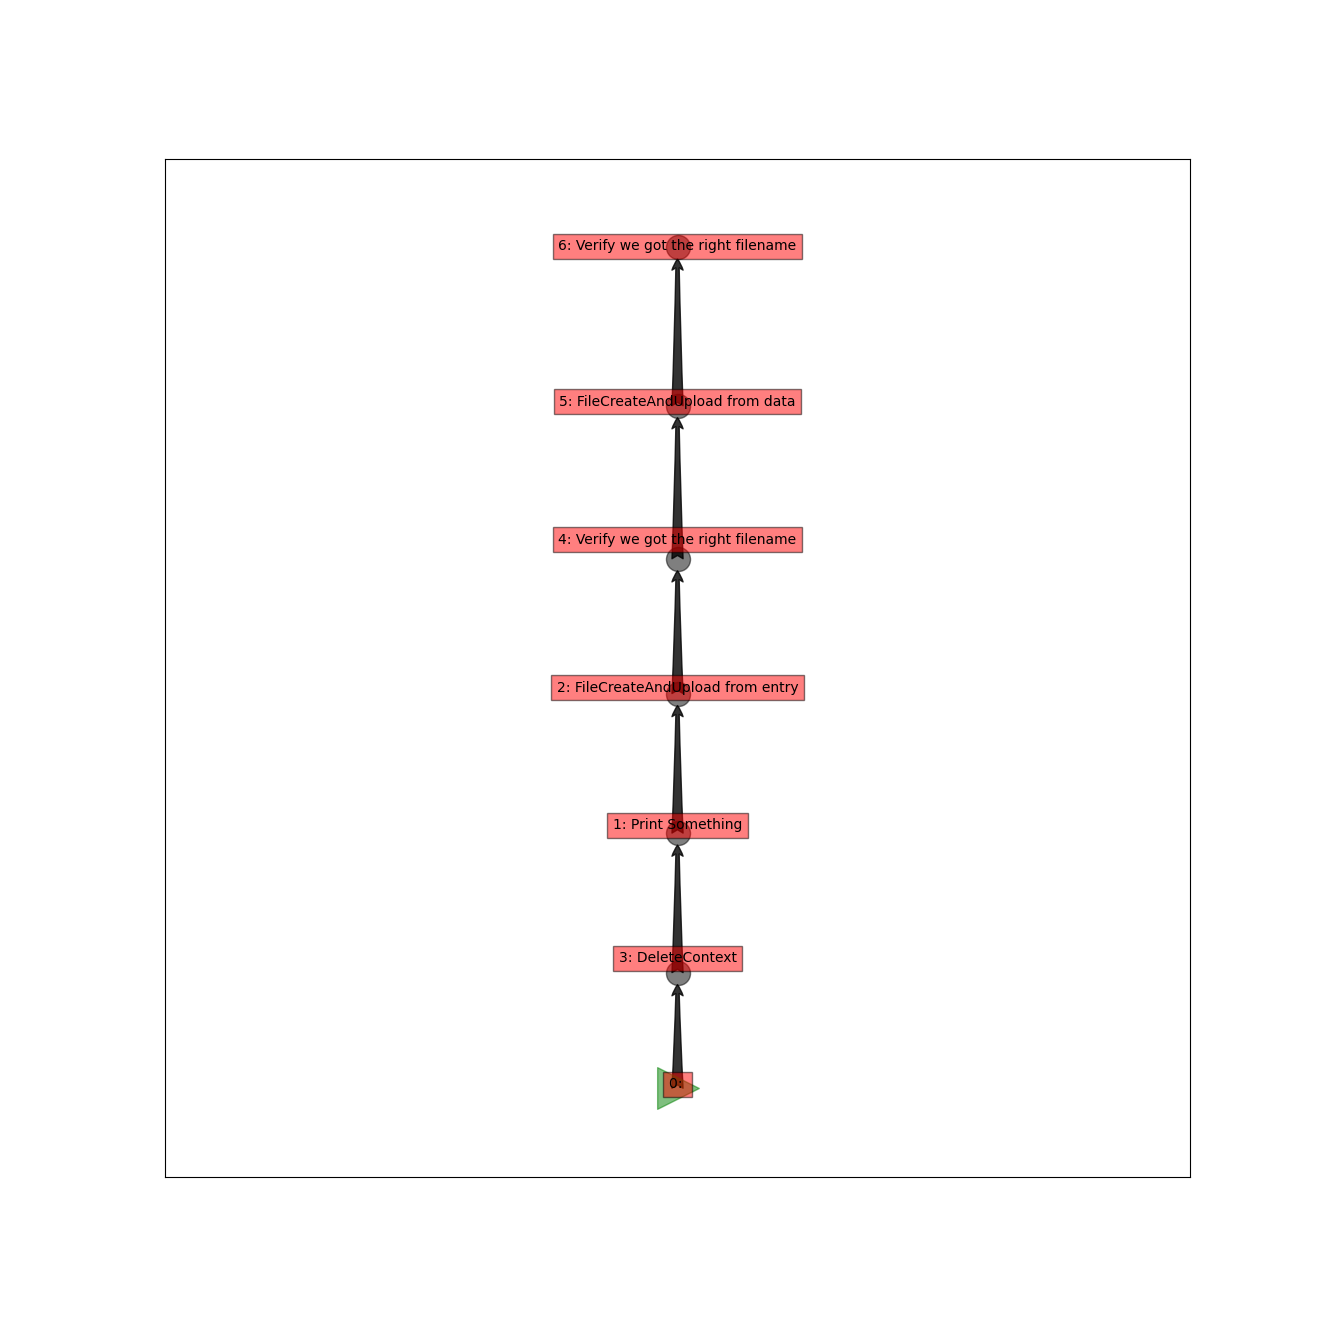 6: Verify we got the right filename
5: FileCreateAndUpload from data
4: Verify we got the right filename
2: FileCreateAndUpload from entry
1: Print Something
3: DeleteContext
0: